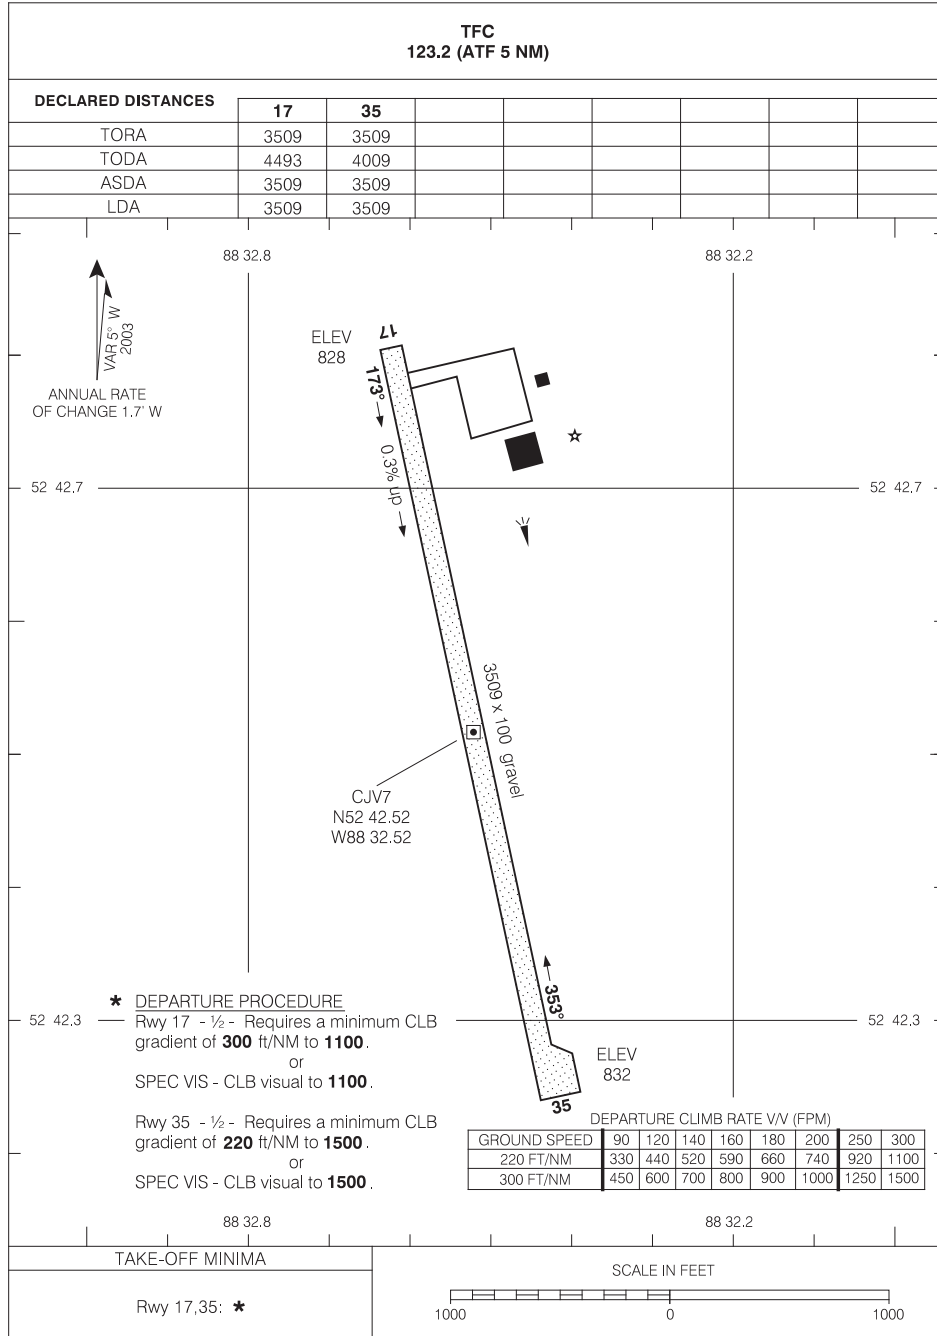 TFC
123.2 (ATF 5 NM)
DECLARED DISTANCES 17 35
TORA 3509 3509
TODA 4493 4009
ASDA 3509 3509
LDA 3509 3509
88 32.8 88 32.2
VAR 5° W
2003
ANNUAL RATE
OF CHANGE 1.7' W
ELEV
828
17
173°
0.3% up
52 42.7 52 42.7
3509 x 100 gravel
CJV7
N52 42.52
W88 32.52
353°
52 42.3 52 42.3
ELEV
832
35
* DEPARTURE PROCEDURE
Rwy 17 - ½ - Requires a minimum CLB
gradient of 300 ft/NM to 1100.
or
SPEC VIS - CLB visual to 1100.
Rwy 35 - ½ - Requires a minimum CLB
gradient of 220 ft/NM to 1500.
or
SPEC VIS - CLB visual to 1500.
DEPARTURE CLIMB RATE V/V (FPM)
GROUND SPEED 90 120 140 160 180 200 250 300
220 FT/NM 330 440 520 590 660 740 920 1100
300 FT/NM 450 600 700 800 900 1000 1250 1500
88 32.8 88 32.2
TAKE-OFF MINIMA
Rwy 17,35: *
SCALE IN FEET
1000 0 1000